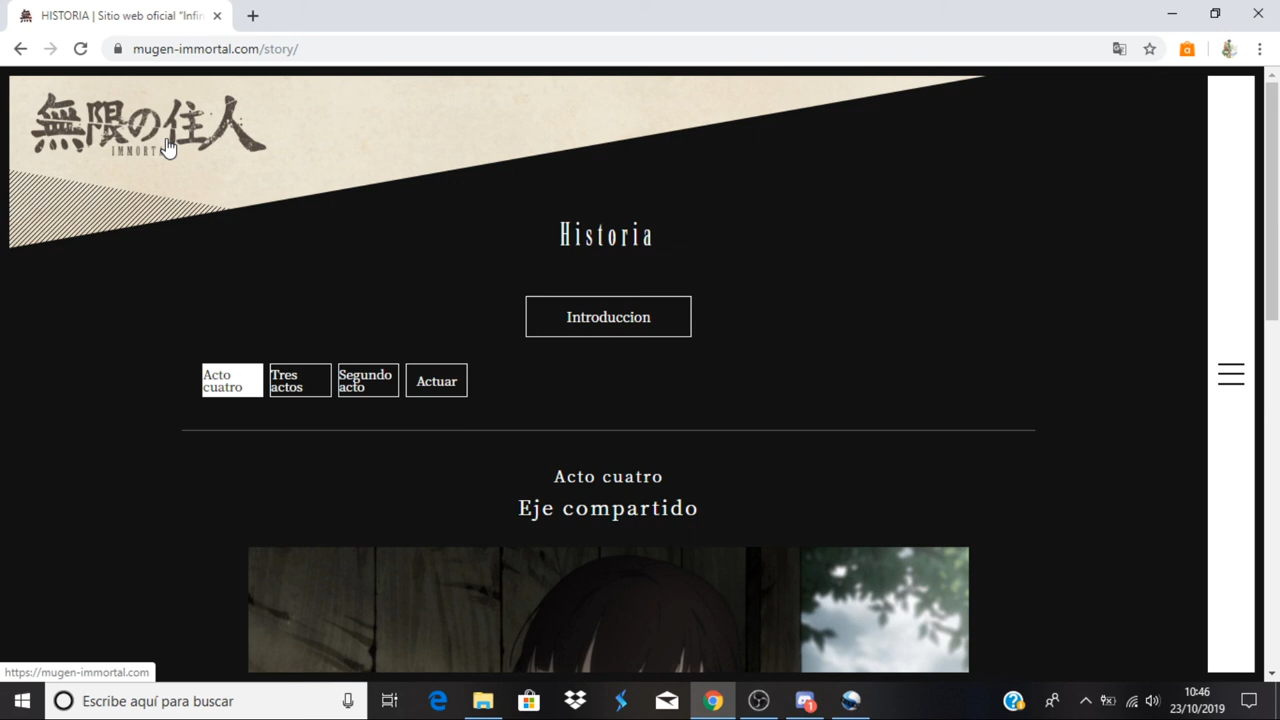 HISTORIA | Sitio web oficial "Infin
mugen-immortal.com/story/
無限の住人
Historia
Introduccion
Acto
cuatro
Tres
actos
Segundo
acto
Actuar
Acto cuatro
Eje compartido
https://mugen-immortal.com
Escribe aquí para buscar
10:46
23/10/2019